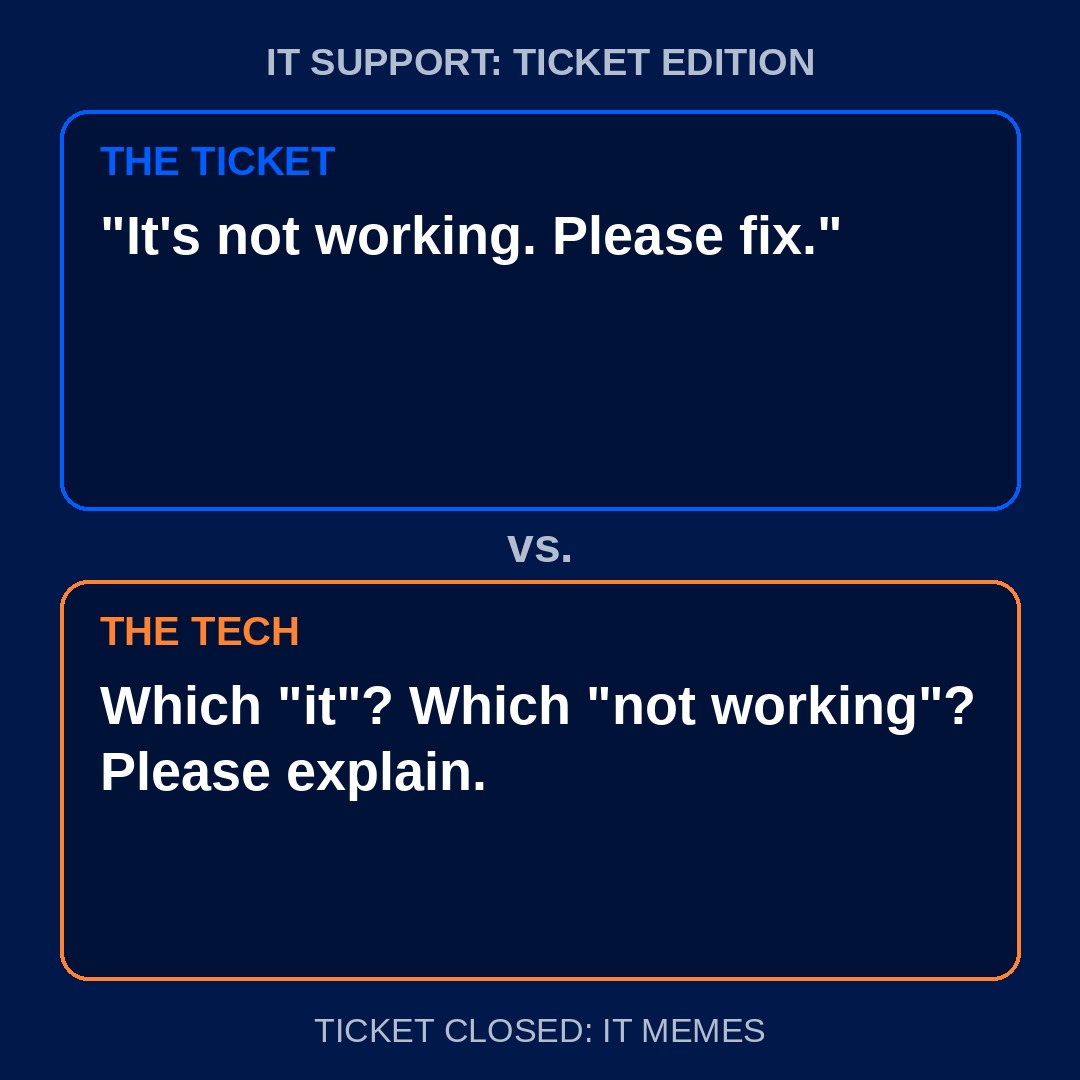 IT SUPPORT: TICKET EDITION
THE TICKET
"It's not working. Please fix."
vs.
THE TECH
Which "it"? Which "not working"?
Please explain.
TICKET CLOSED: IT MEMES